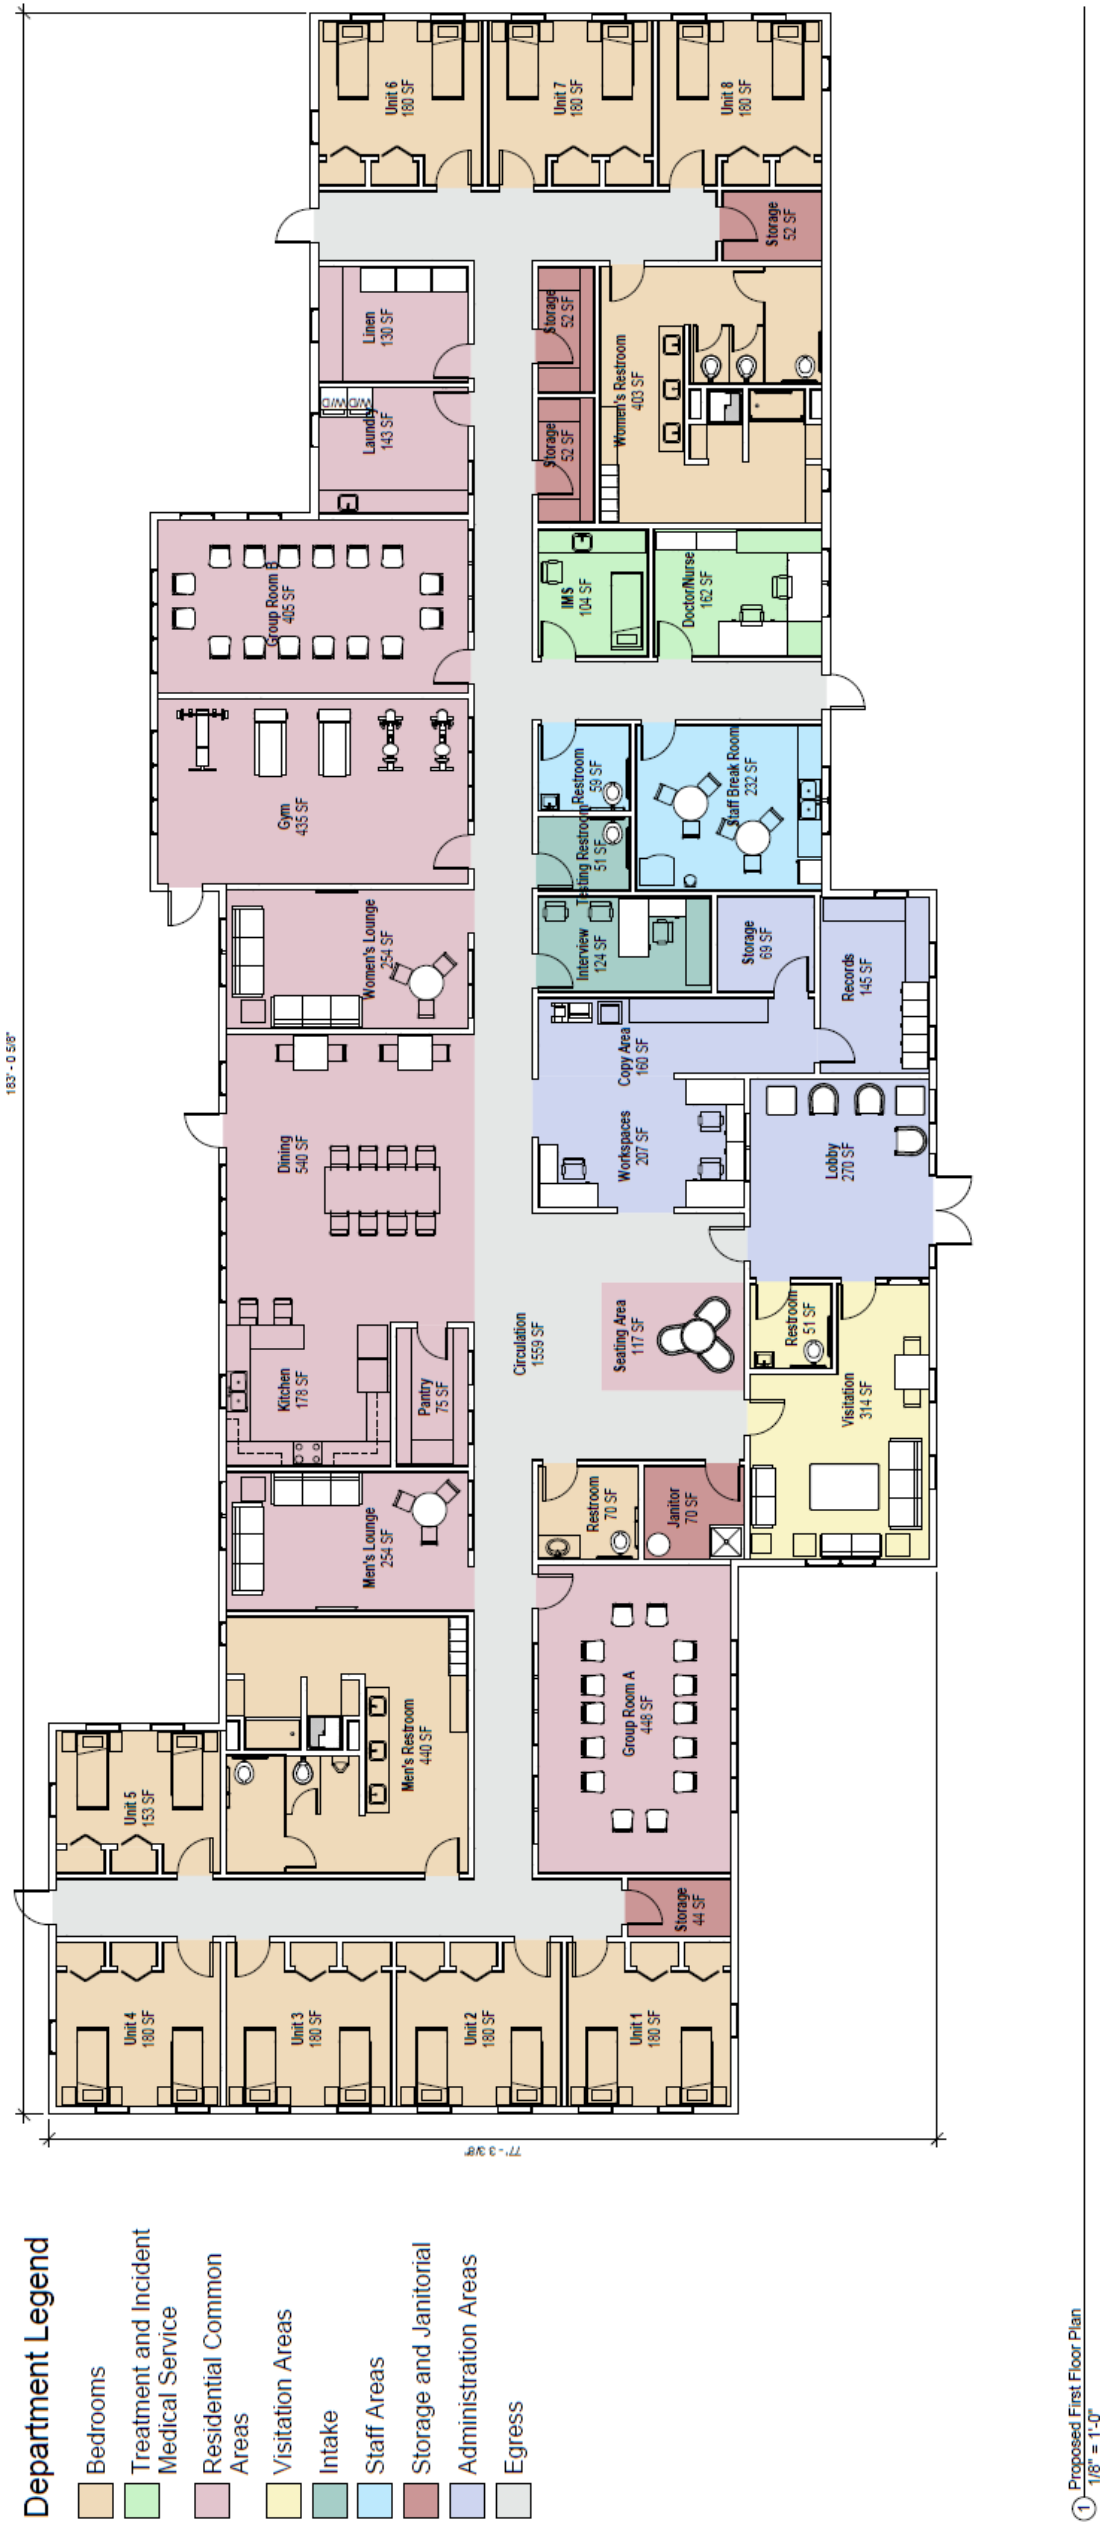 183' - 0 5/8"
77' - 3 3/8"
Unit 4
180 SF
Unit 3
180 SF
Unit 2
180 SF
Unit 1
180 SF
Storage
44 SF
Unit 5
153 SF
Men's Restroom
440 SF
Group Room A
448 SF
Men's Lounge
254 SF
Restroom
70 SF
Janitor
70 SF
Kitchen
178 SF
Pantry
75 SF
Dining
540 SF
Circulation
1559 SF
Seating Area
117 SF
Visitation
314 SF
Restroom
51 SF
Lobby
270 SF
Workspaces
207 SF
Copy Area
160 SF
Records
145 SF
Storage
69 SF
Interview
124 SF
Women's Lounge
254 SF
Testing Restroom
51 SF
Restroom
59 SF
Staff Break Room
232 SF
Gym
435 SF
Group Room B
405 SF
IMS
104 SF
Doctor/Nurse
162 SF
Laundry
143 SF
W/D
W/D
Linen
130 SF
Storage
52 SF
Storage
52 SF
Women's Restroom
403 SF
Storage
52 SF
Unit 6
180 SF
Unit 7
180 SF
Unit 8
180 SF
Department Legend
Bedrooms
Treatment and Incident
Medical Service
Residential Common
Areas
Visitation Areas
Intake
Staff Areas
Storage and Janitorial
Administration Areas
Egress
1 Proposed First Floor Plan
1/8" = 1'-0"